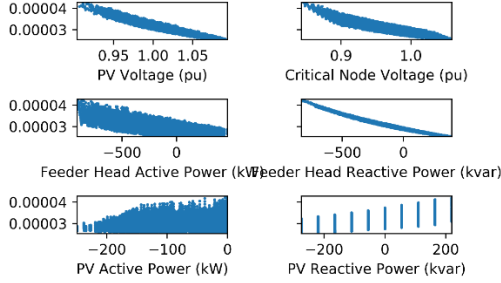 0.00004
0.00003
0.95 1.00 1.05
0.9 1.0
PV Voltage (pu)
Critical Node Voltage (pu)
0.00004
0.00003
−500 0
−500 0
Feeder Head Active Power (kW)
Feeder Head Reactive Power (kvar)
0.00004
0.00003
−200 −100 0
−200 0 200
PV Active Power (kW)
PV Reactive Power (kvar)